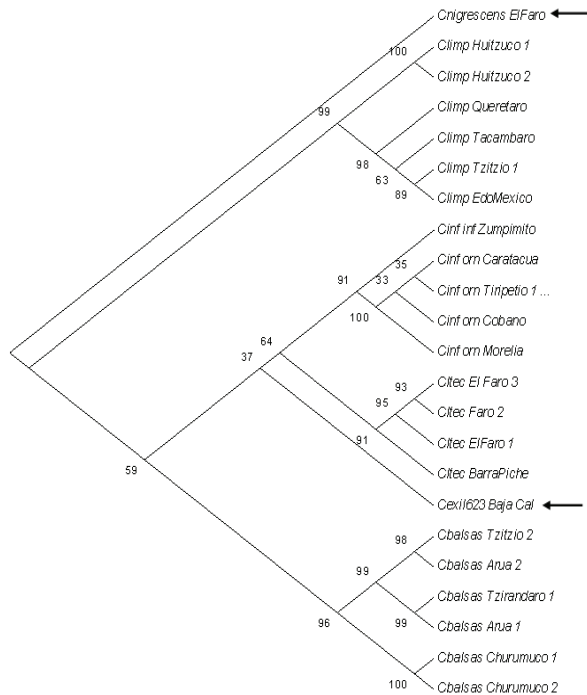 Cnigrescens ElFaro
100
Climp Huitzuco 1
Climp Huitzuco 2
99
Climp Queretaro
Climp Tacambaro
98
Climp Tzitzio 1
63
89
Climp EdoMexico
Cinf inf Zumpimito
35
Cinf orn Caratacua
91
33
Cinf orn Tiripetio 1 ...
100
Cinf orn Cobano
64
Cinf orn Morelia
37
93
Cltec El Faro 3
95
Cltec Faro 2
91
Cltec ElFaro 1
Cltec BarraPiche
59
Cexil623 Baja Cal
98
Cbalsas Tzitzio 2
Cbalsas Arua 2
99
Cbalsas Tzirandaro 1
96
99
Cbalsas Arua 1
Cbalsas Churumuco 1
100
Cbalsas Churumuco 2